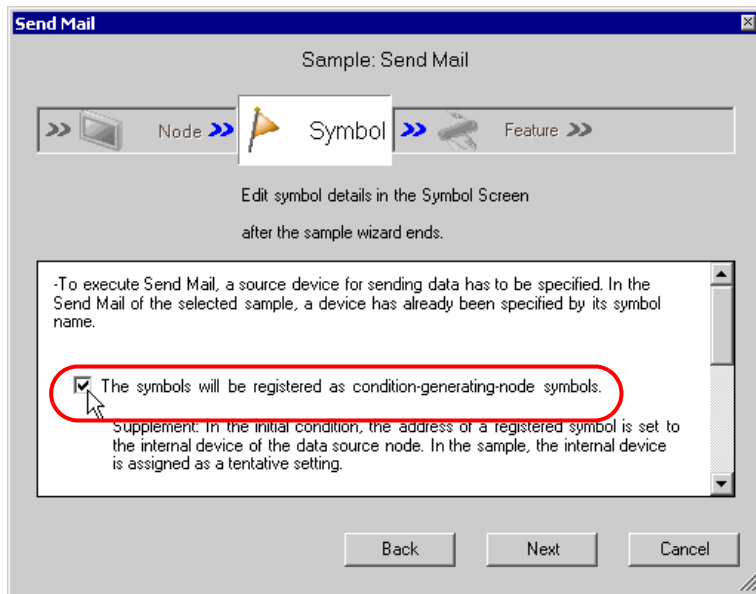 Send Mail
Sample: Send Mail
>> Node >> Symbol >> Feature >>
Edit symbol details in the Symbol Screen
after the sample wizard ends.
-To execute Send Mail, a source device for sending data has to be specified. In the
Send Mail of the selected sample, a device has already been specified by its symbol
name.
The symbols will be registered as condition-generating-node symbols.
Supplement: In the initial condition, the address of a registered symbol is set to
the internal device of the data source node. In the sample, the internal device
is assigned as a tentative setting.
Back Next Cancel